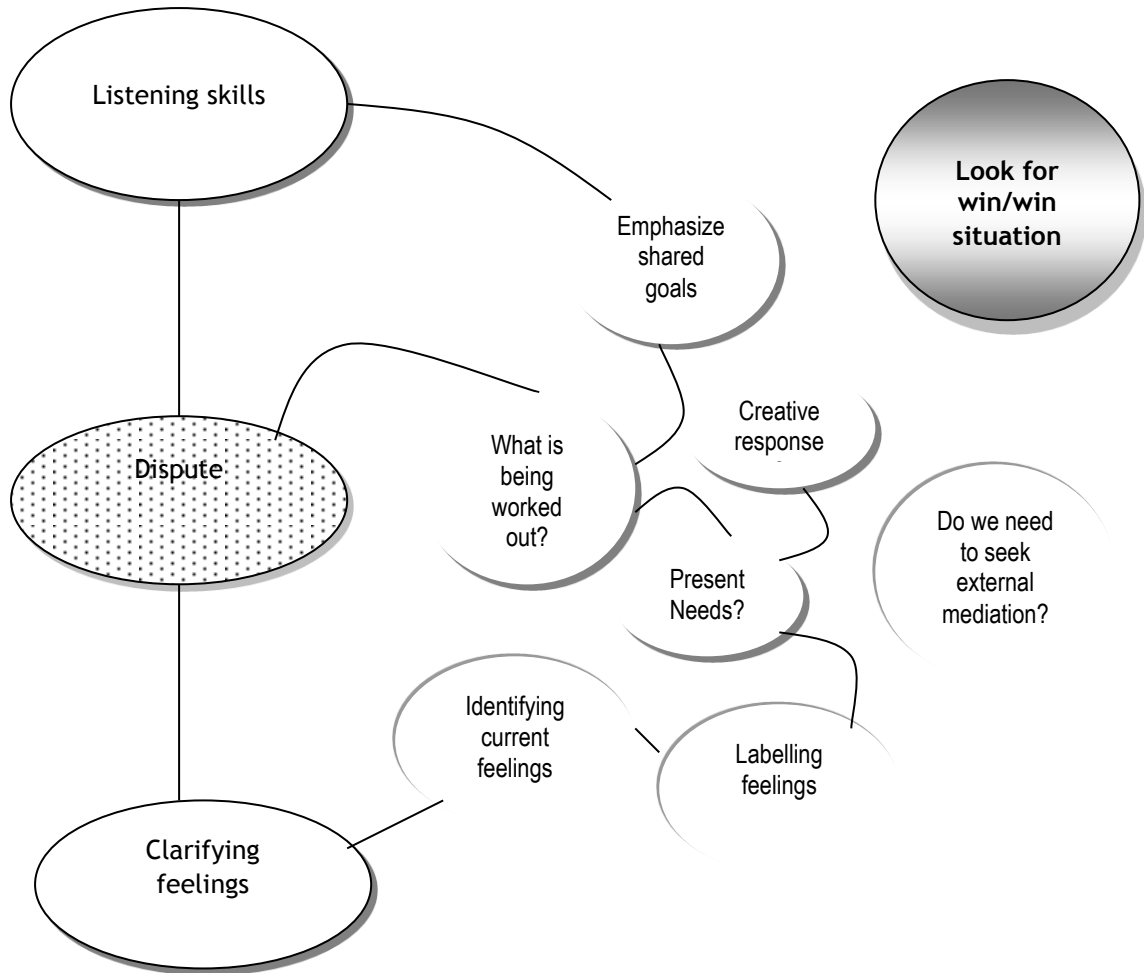 Listening skills
Look for
win/win
situation
Emphasize
shared
goals
Creative
response
What is
being
worked
out?
Dispute
Do we need
to seek
external
mediation?
Present
Needs?
Identifying
current
feelings
Labelling
feelings
Clarifying
feelings